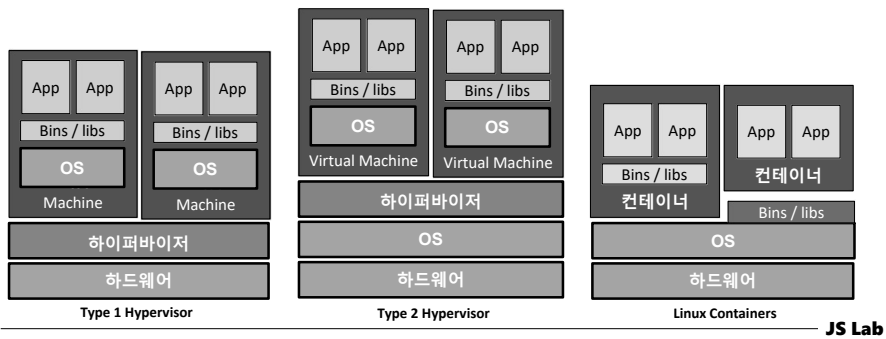 App App
Bins / libs
OS
Machine
App App
Bins / libs
OS
Machine
하이퍼바이저
하드웨어
Type 1 Hypervisor
App App
Bins / libs
OS
Virtual Machine
App App
Bins / libs
OS
Virtual Machine
하이퍼바이저
OS
하드웨어
Type 2 Hypervisor
App App
Bins / libs
컨테이너
App App
컨테이너
Bins / libs
OS
하드웨어
Linux Containers
JS Lab